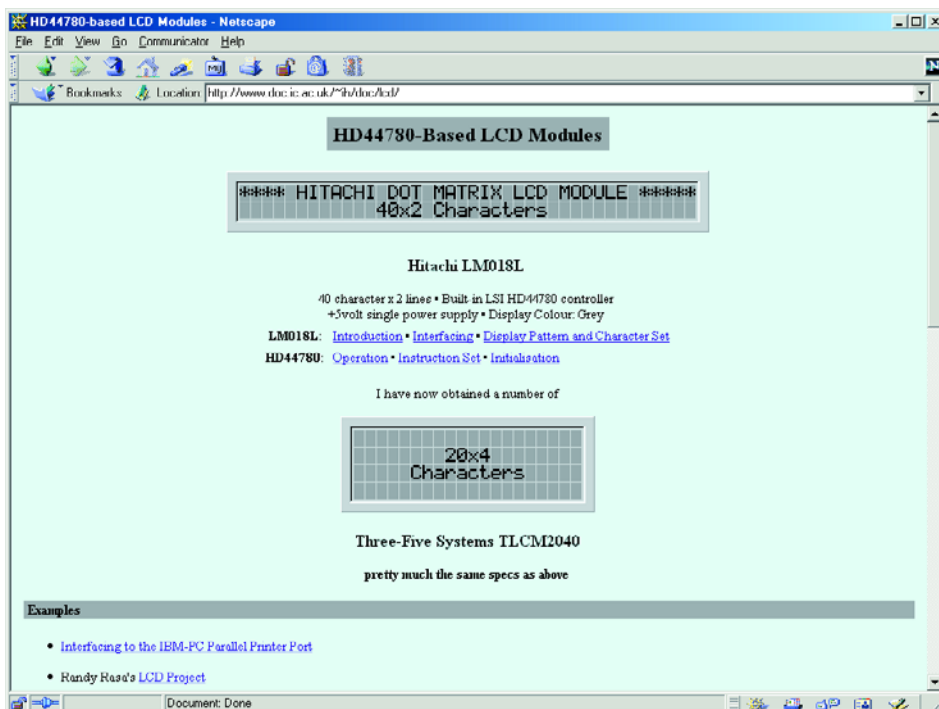 HD44780-based LCD Modules - Netscape
File Edit View Go Communicator Help
My
N
Bookmarks Location http://www.doc.ic.ac.uk/~ih/doc/lcd/
HD44780-Based LCD Modules
**** HITACHI DOT MATRIX LCD MODULE *****
40x2 Characters
Hitachi LM018L
40 character x 2 lines • Built in LSI HD44780 controller
+5volt single power supply • Display Colour: Grey
LM018L: Introduction • Interfacing • Display Pattern and Character Set
HD44780: Operation • Instruction Set • Initialisation
I have now obtained a number of
20x4
Characters
Three-Five Systems TLCM2040
pretty much the same specs as above
Examples
• Interfacing to the IBM-PC Parallel Printer Port
• Randy Rasa's LCD Project
Document: Done